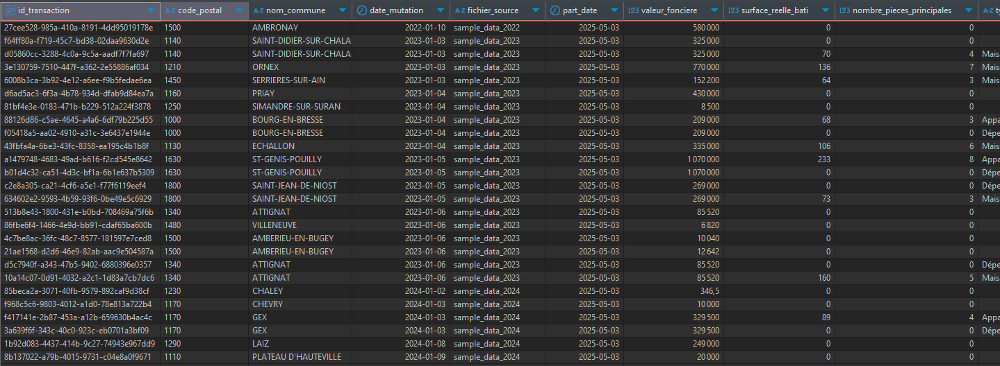 id_transaction code_postal nom_commune date_mutation fichier_source part_date valeur_fonciere surface_reelle_bati nombre_pieces_principales ty
27cee528-985a-410a-8191-4dd95019178e 1500 AMBRONAY 2022-01-10 sample_data_2022 2025-05-03 580 000 0 0
f64ff80a-f719-45c7-bd38-02daa9630d2e 1140 SAINT-DIDIER-SUR-CHALA 2023-01-03 sample_data_2023 2025-05-03 325 000 0 0
d05860cc-3288-4c0a-9c5a-aadf7f7fa697 1140 SAINT-DIDIER-SUR-CHALA 2023-01-03 sample_data_2023 2025-05-03 325 000 70 4 Mais
3e130759-7510-447f-a362-2e55886af034 1210 ORNEX 2023-01-03 sample_data_2023 2025-05-03 770 000 136 7 Mais
6008b3ca-3b92-4e12-a6ee-f9b5fedae6ea 1450 SERRIERES-SUR-AIN 2023-01-03 sample_data_2023 2025-05-03 152 200 64 3 Mais
d6ad5ac3-6f3a-4b78-934d-dfab9d84ea7a 1160 PRIAY 2023-01-04 sample_data_2023 2025-05-03 430 000 0 0
81bf4e3e-0183-471b-b229-512a224f3878 1250 SIMANDRE-SUR-SURAN 2023-01-04 sample_data_2023 2025-05-03 8 500 0 0
88126d86-c5ae-4645-a4a6-6df79b225d55 1000 BOURG-EN-BRESSE 2023-01-04 sample_data_2023 2025-05-03 209 000 68 3 Appa
f05418a5-aa02-4910-a31c-3e6437e1944e 1000 BOURG-EN-BRESSE 2023-01-04 sample_data_2023 2025-05-03 209 000 0 0 Dépe
43fbfa4a-6be3-43fc-8358-ea195c4b1b8f 1130 ECHALLON 2023-01-04 sample_data_2023 2025-05-03 335 000 106 6 Mais
a1479748-4683-49ad-b616-f2cd545e8642 1630 ST-GENIS-POUILLY 2023-01-05 sample_data_2023 2025-05-03 1 070 000 233 8 Appa
b01d4c32-ca51-4d3c-bf1a-6b1e637b5309 1630 ST-GENIS-POUILLY 2023-01-05 sample_data_2023 2025-05-03 1 070 000 0 0 Dépe
c2e8a305-ca21-4cf6-a5e1-f77f6119eef4 1800 SAINT-JEAN-DE-NIOST 2023-01-05 sample_data_2023 2025-05-03 269 000 0 0 Dépe
634602e2-9593-4b59-93f6-0be49e5c6929 1800 SAINT-JEAN-DE-NIOST 2023-01-05 sample_data_2023 2025-05-03 269 000 73 3 Mais
513b8e43-1800-431e-b0bd-708469a75f6b 1340 ATTIGNAT 2023-01-06 sample_data_2023 2025-05-03 85 520 0 0
86fbe6f4-1466-4e9d-bb91-cdaf65ba600b 1480 VILLENEUVE 2023-01-06 sample_data_2023 2025-05-03 6 820 0 0
4c7be8ac-36fc-48c7-8577-181597e7ced8 1500 AMBERIEU-EN-BUGEY 2023-01-06 sample_data_2023 2025-05-03 10 040 0 0
21ae1568-d2d6-46e9-82ab-aac9e504587a 1500 AMBERIEU-EN-BUGEY 2023-01-06 sample_data_2023 2025-05-03 12 642 0 0
d5c7940f-a343-47b5-9402-6880396e0357 1340 ATTIGNAT 2023-01-06 sample_data_2023 2025-05-03 85 520 0 0 Dépe
10a14c07-0d91-4032-a2c1-1d83a7cb7dc6 1340 ATTIGNAT 2023-01-06 sample_data_2023 2025-05-03 85 520 160 5 Mais
85beca2a-3071-40fb-9579-892caf9d38cf 1230 CHALEY 2024-01-02 sample_data_2024 2025-05-03 346,5 0 0
f968c5c6-9803-4012-a1d0-78e813a722b4 1170 CHEVRY 2024-01-03 sample_data_2024 2025-05-03 10 000 0 0
f417141e-2b87-453a-a12b-659630b4ac4c 1170 GEX 2024-01-03 sample_data_2024 2025-05-03 329 500 89 4 Appa
3a639f6f-343c-40c0-923c-eb0701a3bf09 1170 GEX 2024-01-03 sample_data_2024 2025-05-03 329 500 0 0 Dépe
1b92d083-4437-414b-9c27-74943e967dd9 1290 LAIZ 2024-01-08 sample_data_2024 2025-05-03 249 000 0 0
8b137022-a79b-4015-9731-c04e8a0f9671 1110 PLATEAU D'HAUTEVILLE 2024-01-09 sample_data_2024 2025-05-03 20 000 0 0